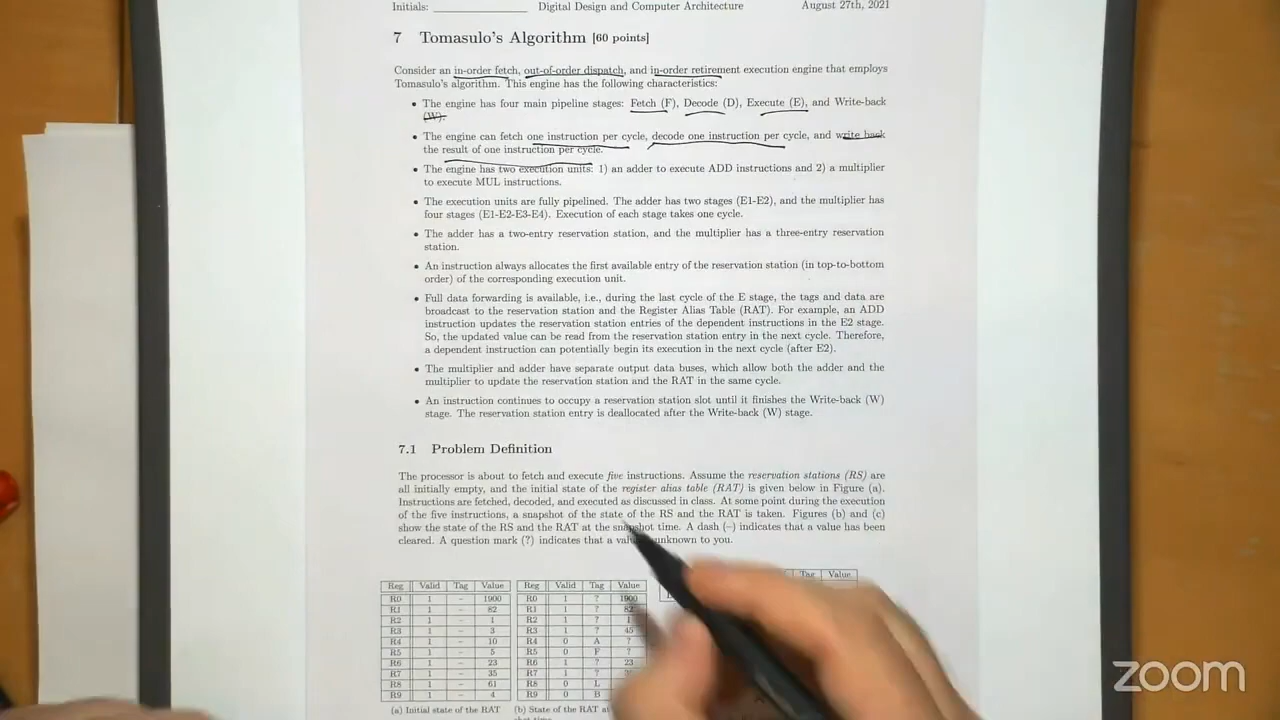 Initials: Digital Design and Computer Architecture August 27th, 2021
7 Tomasulo's Algorithm [60 points]
Consider an in-order fetch, out-of-order dispatch, and in-order retirement execution engine that employs
Tomasulo's algorithm. This engine has the following characteristics:
• The engine has four main pipeline stages: Fetch (F), Decode (D), Execute (E), and Write-back
(W).
• The engine can fetch one instruction per cycle, decode one instruction per cycle, and write back
the result of one instruction per cycle.
• The engine has two execution units: 1) an adder to execute ADD instructions and 2) a multiplier
to execute MUL instructions.
• The execution units are fully pipelined. The adder has two stages (E1-E2), and the multiplier has
four stages (E1-E2-E3-E4). Execution of each stage takes one cycle.
• The adder has a two-entry reservation station, and the multiplier has a three-entry reservation
station.
• An instruction always allocates the first available entry of the reservation station (in top-to-bottom
order) of the corresponding execution unit.
• Full data forwarding is available, i.e., during the last cycle of the E stage, the tags and data are
broadcast to the reservation station and the Register Alias Table (RAT). For example, an ADD
instruction updates the reservation station entries of the dependent instructions in the E2 stage.
So, the updated value can be read from the reservation station entry in the next cycle. Therefore,
a dependent instruction can potentially begin its execution in the next cycle (after E2).
• The multiplier and adder have separate output data buses, which allow both the adder and the
multiplier to update the reservation station and the RAT in the same cycle.
• An instruction continues to occupy a reservation station slot until it finishes the Write-back (W)
stage. The reservation station entry is deallocated after the Write-back (W) stage.
7.1 Problem Definition
The processor is about to fetch and execute five instructions. Assume the reservation stations (RS) are
all initially empty, and the initial state of the register alias table (RAT) is given below in Figure (a).
Instructions are fetched, decoded, and executed as discussed in class. At some point during the execution
of the five instructions, a snapshot of the state of the RS and the RAT is taken. Figures (b) and (c)
show the state of the RS and the RAT at the snapshot time. A dash (–) indicates that a value has been
cleared. A question mark (?) indicates that a unknown to you.
Reg Valid Tag Value Reg Valid Tag Value Tag Value
R0 1 – 1900 R0 1 ? 1900
R1 1 – 82 R1 1 ? 82
R2 1 – 1 R2 1 ? 1
R3 1 – 3 R3 1 ? 45
R4 1 – 10 R4 0 A ?
R5 1 – 5 R5 0 F ?
R6 1 – 23 R6 1 ? 23
R7 1 – 35 R7 1 ?
R8 1 – 61 R8 0 L
R9 1 – 4 R9 0 B
(a) Initial state of the RAT (b) State of the RAT at
zoom